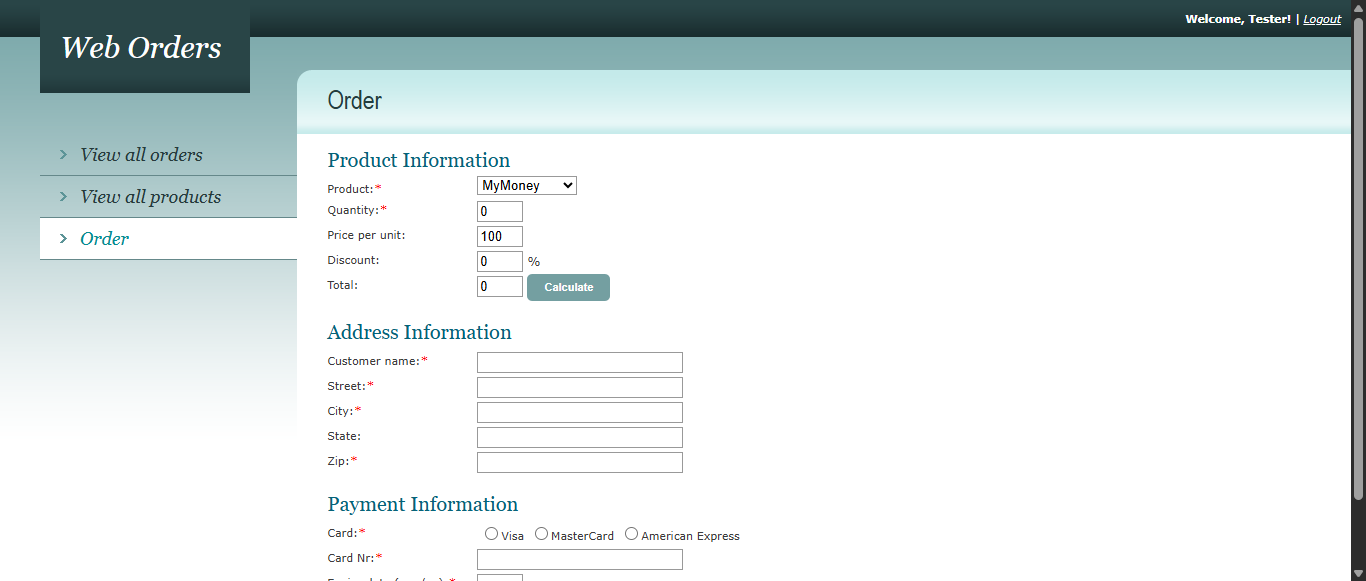 Welcome, Tester! | Logout
Web Orders
View all orders
View all products
Order
Order
Product Information
Product:* MyMoney
Quantity:* 0
Price per unit: 100
Discount: 0 %
Total: 0 Calculate
Address Information
Customer name:*
Street:*
City:*
State:
Zip:*
Payment Information
Card:* Visa MasterCard American Express
Card Nr:*